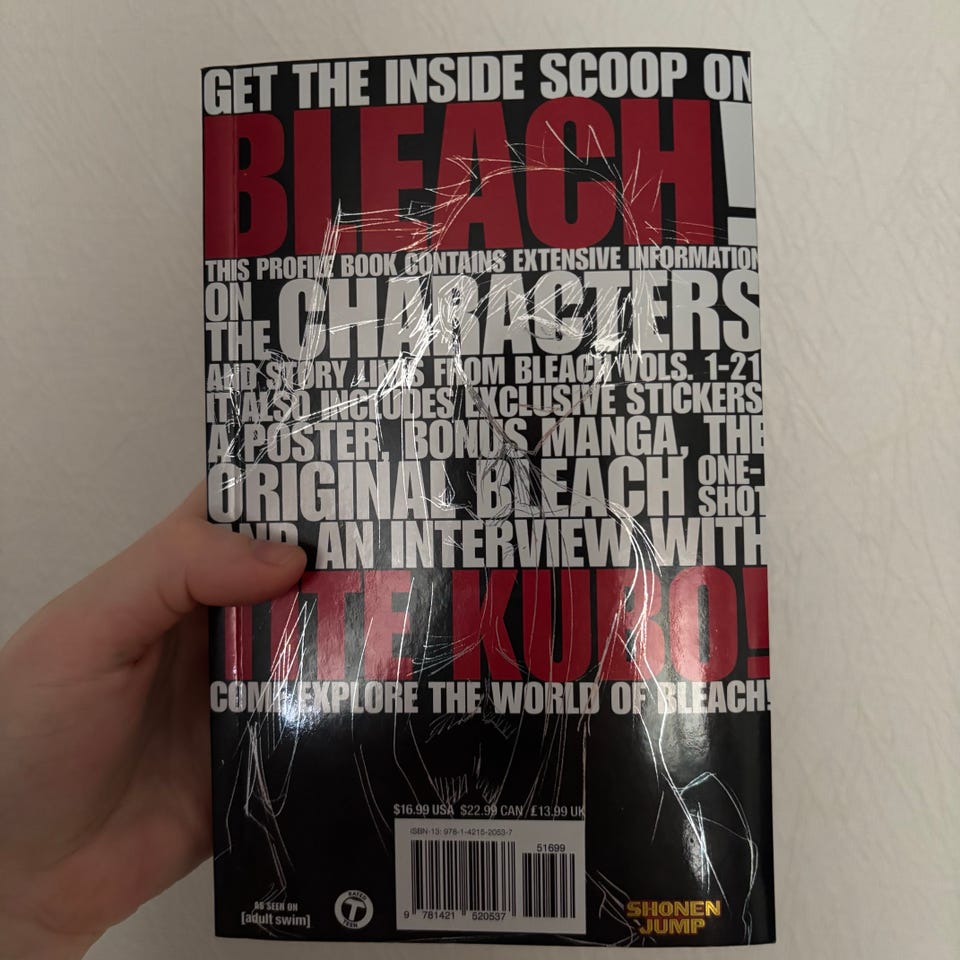 GET THE INSIDE SCOOP ON
BLEACH!
THIS PROFILE BOOK CONTAINS EXTENSIVE INFORMATION
ON
THE CHARACTERS
AND STORY LINES FROM BLEACH VOLS. 1-21
IT ALSO INCLUDES EXCLUSIVE STICKERS,
A POSTER, BONUS MANGA, THE
ORIGINAL BLEACH ONE-
SHOT
AND AN INTERVIEW WITH
TITE KUBO!
COME EXPLORE THE WORLD OF BLEACH!
$16.99 USA $22.99 CAN £13.99 UK
ISBN-13: 978-1-4215-2053-7
51699
9 781421 520537
AS SEEN ON
[adult swim]
RATED
T
TEEN
SHONEN
JUMP